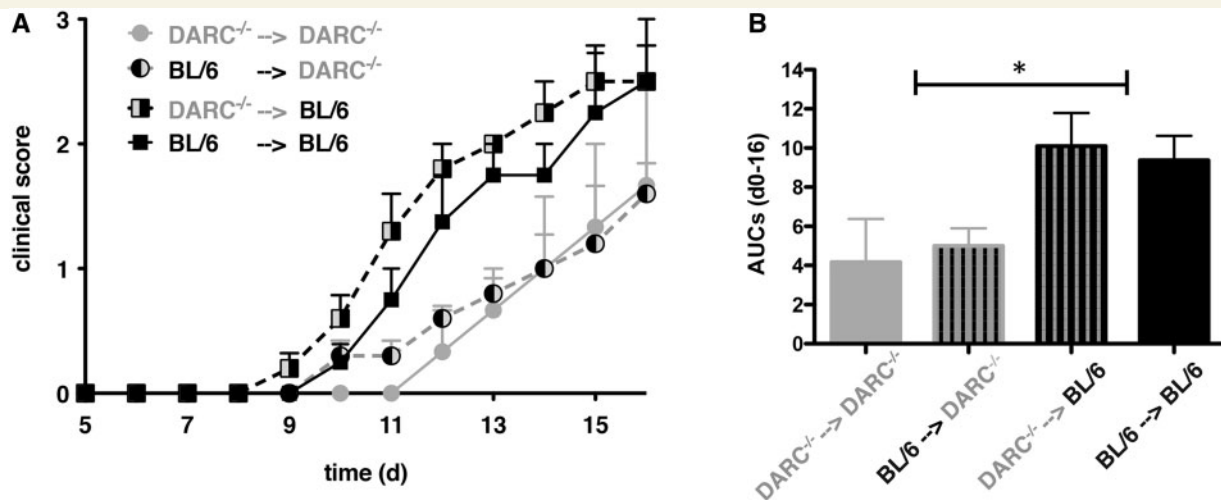 A
3
2
1
0
clinical score
DARC-/- --> DARC-/-
BL/6 --> DARC-/-
DARC-/- --> BL/6
BL/6 --> BL/6
5 7 9 11 13 15
time (d)
B
*
14
12
10
8
6
4
2
0
AUCs (d0-16)
DARC-/- --> DARC-/-
BL/6 --> DARC-/-
DARC-/- --> BL/6
BL/6 --> BL/6